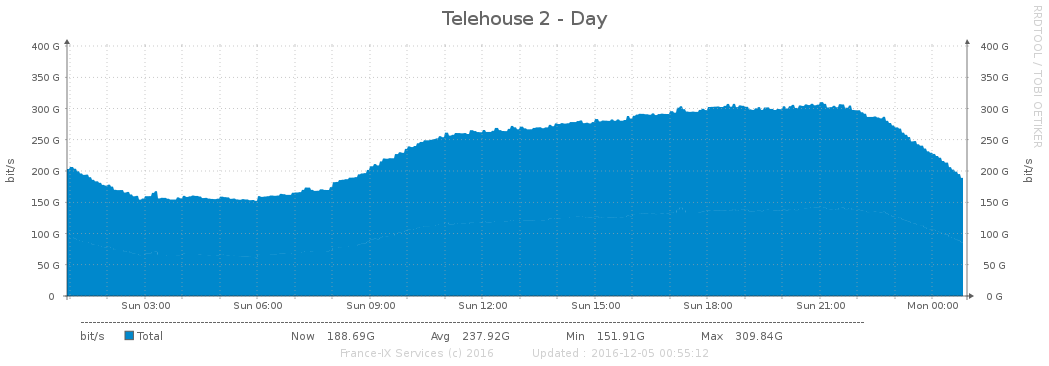 Telehouse 2 - Day
RRDTOOL / TOBI OETIKER
400 G 400 G
350 G 350 G
300 G 300 G
250 G 250 G
200 G 200 G
150 G 150 G
100 G 100 G
50 G 50 G
0 0 G
bit/s bit/s
Sun 03:00 Sun 06:00 Sun 09:00 Sun 12:00 Sun 15:00 Sun 18:00 Sun 21:00 Mon 00:00
bit/s Total Now 188.69G Avg 237.92G Min 151.91G Max 309.84G
France-IX Services (c) 2016 Updated : 2016-12-05 00:55:12